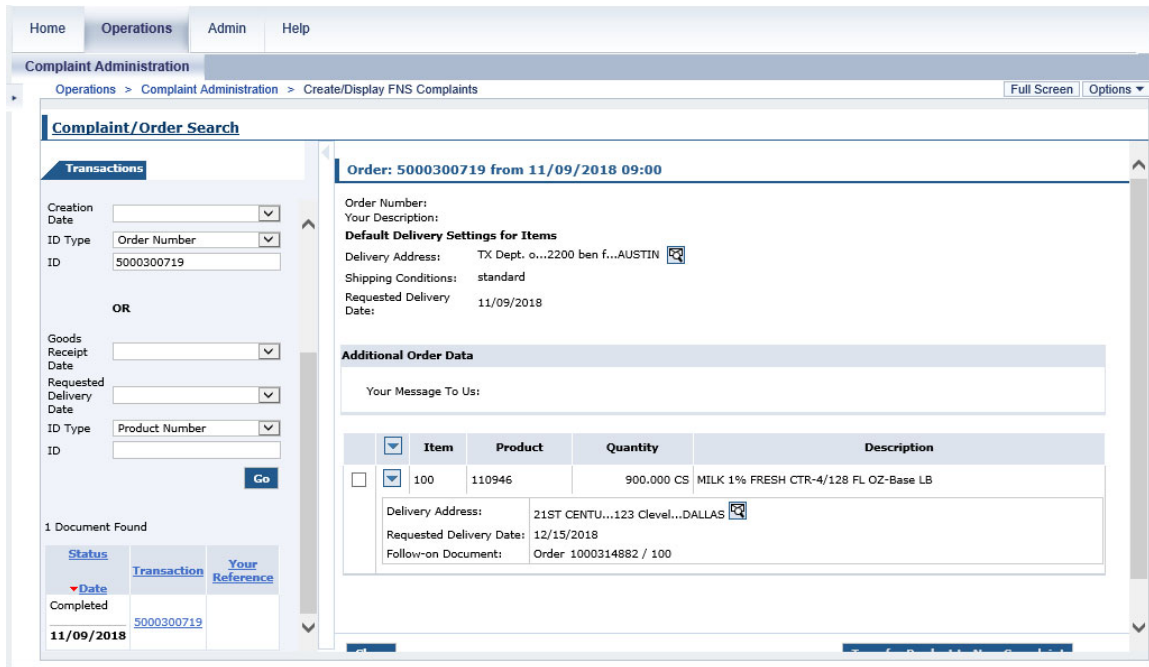 Home Operations Admin Help
Complaint Administration
Operations > Complaint Administration > Create/Display FNS Complaints
Full Screen Options
Complaint/Order Search
Transactions
Creation
Date
ID Type Order Number
ID 5000300719
OR
Goods
Receipt
Date
Requested
Delivery
Date
ID Type Product Number
ID
Go
1 Document Found
Status
Date Transaction Your
Reference
Completed
11/09/2018 5000300719
Order: 5000300719 from 11/09/2018 09:00
Order Number:
Your Description:
Default Delivery Settings for Items
Delivery Address: TX Dept. o...2200 ben f...AUSTIN
Shipping Conditions: standard
Requested Delivery
Date: 11/09/2018
Additional Order Data
Your Message To Us:
Item Product Quantity Description
100 110946 900.000 CS MILK 1% FRESH CTR-4/128 FL OZ-Base LB
Delivery Address: 21ST CENTU...123 Clevel...DALLAS
Requested Delivery Date: 12/15/2018
Follow-on Document: Order 1000314882 / 100